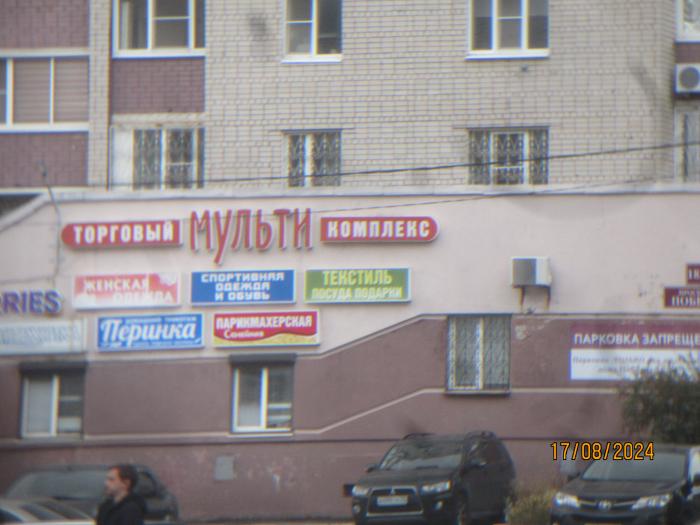 ТОРГОВЫЙ МУЛЬТИ КОМПЛЕКС
ЖЕНСКАЯ
ОДЕЖДА
СПОРТИВНАЯ
ОДЕЖДА
И ОБУВЬ
ТЕКСТИЛЬ
ПОСУДА ПОДАРКИ
RIES
Перинка
ПАРИКМАХЕРСКАЯ
Семейная
ПАРКОВКА ЗАПРЕЩЕ
17/08/2024